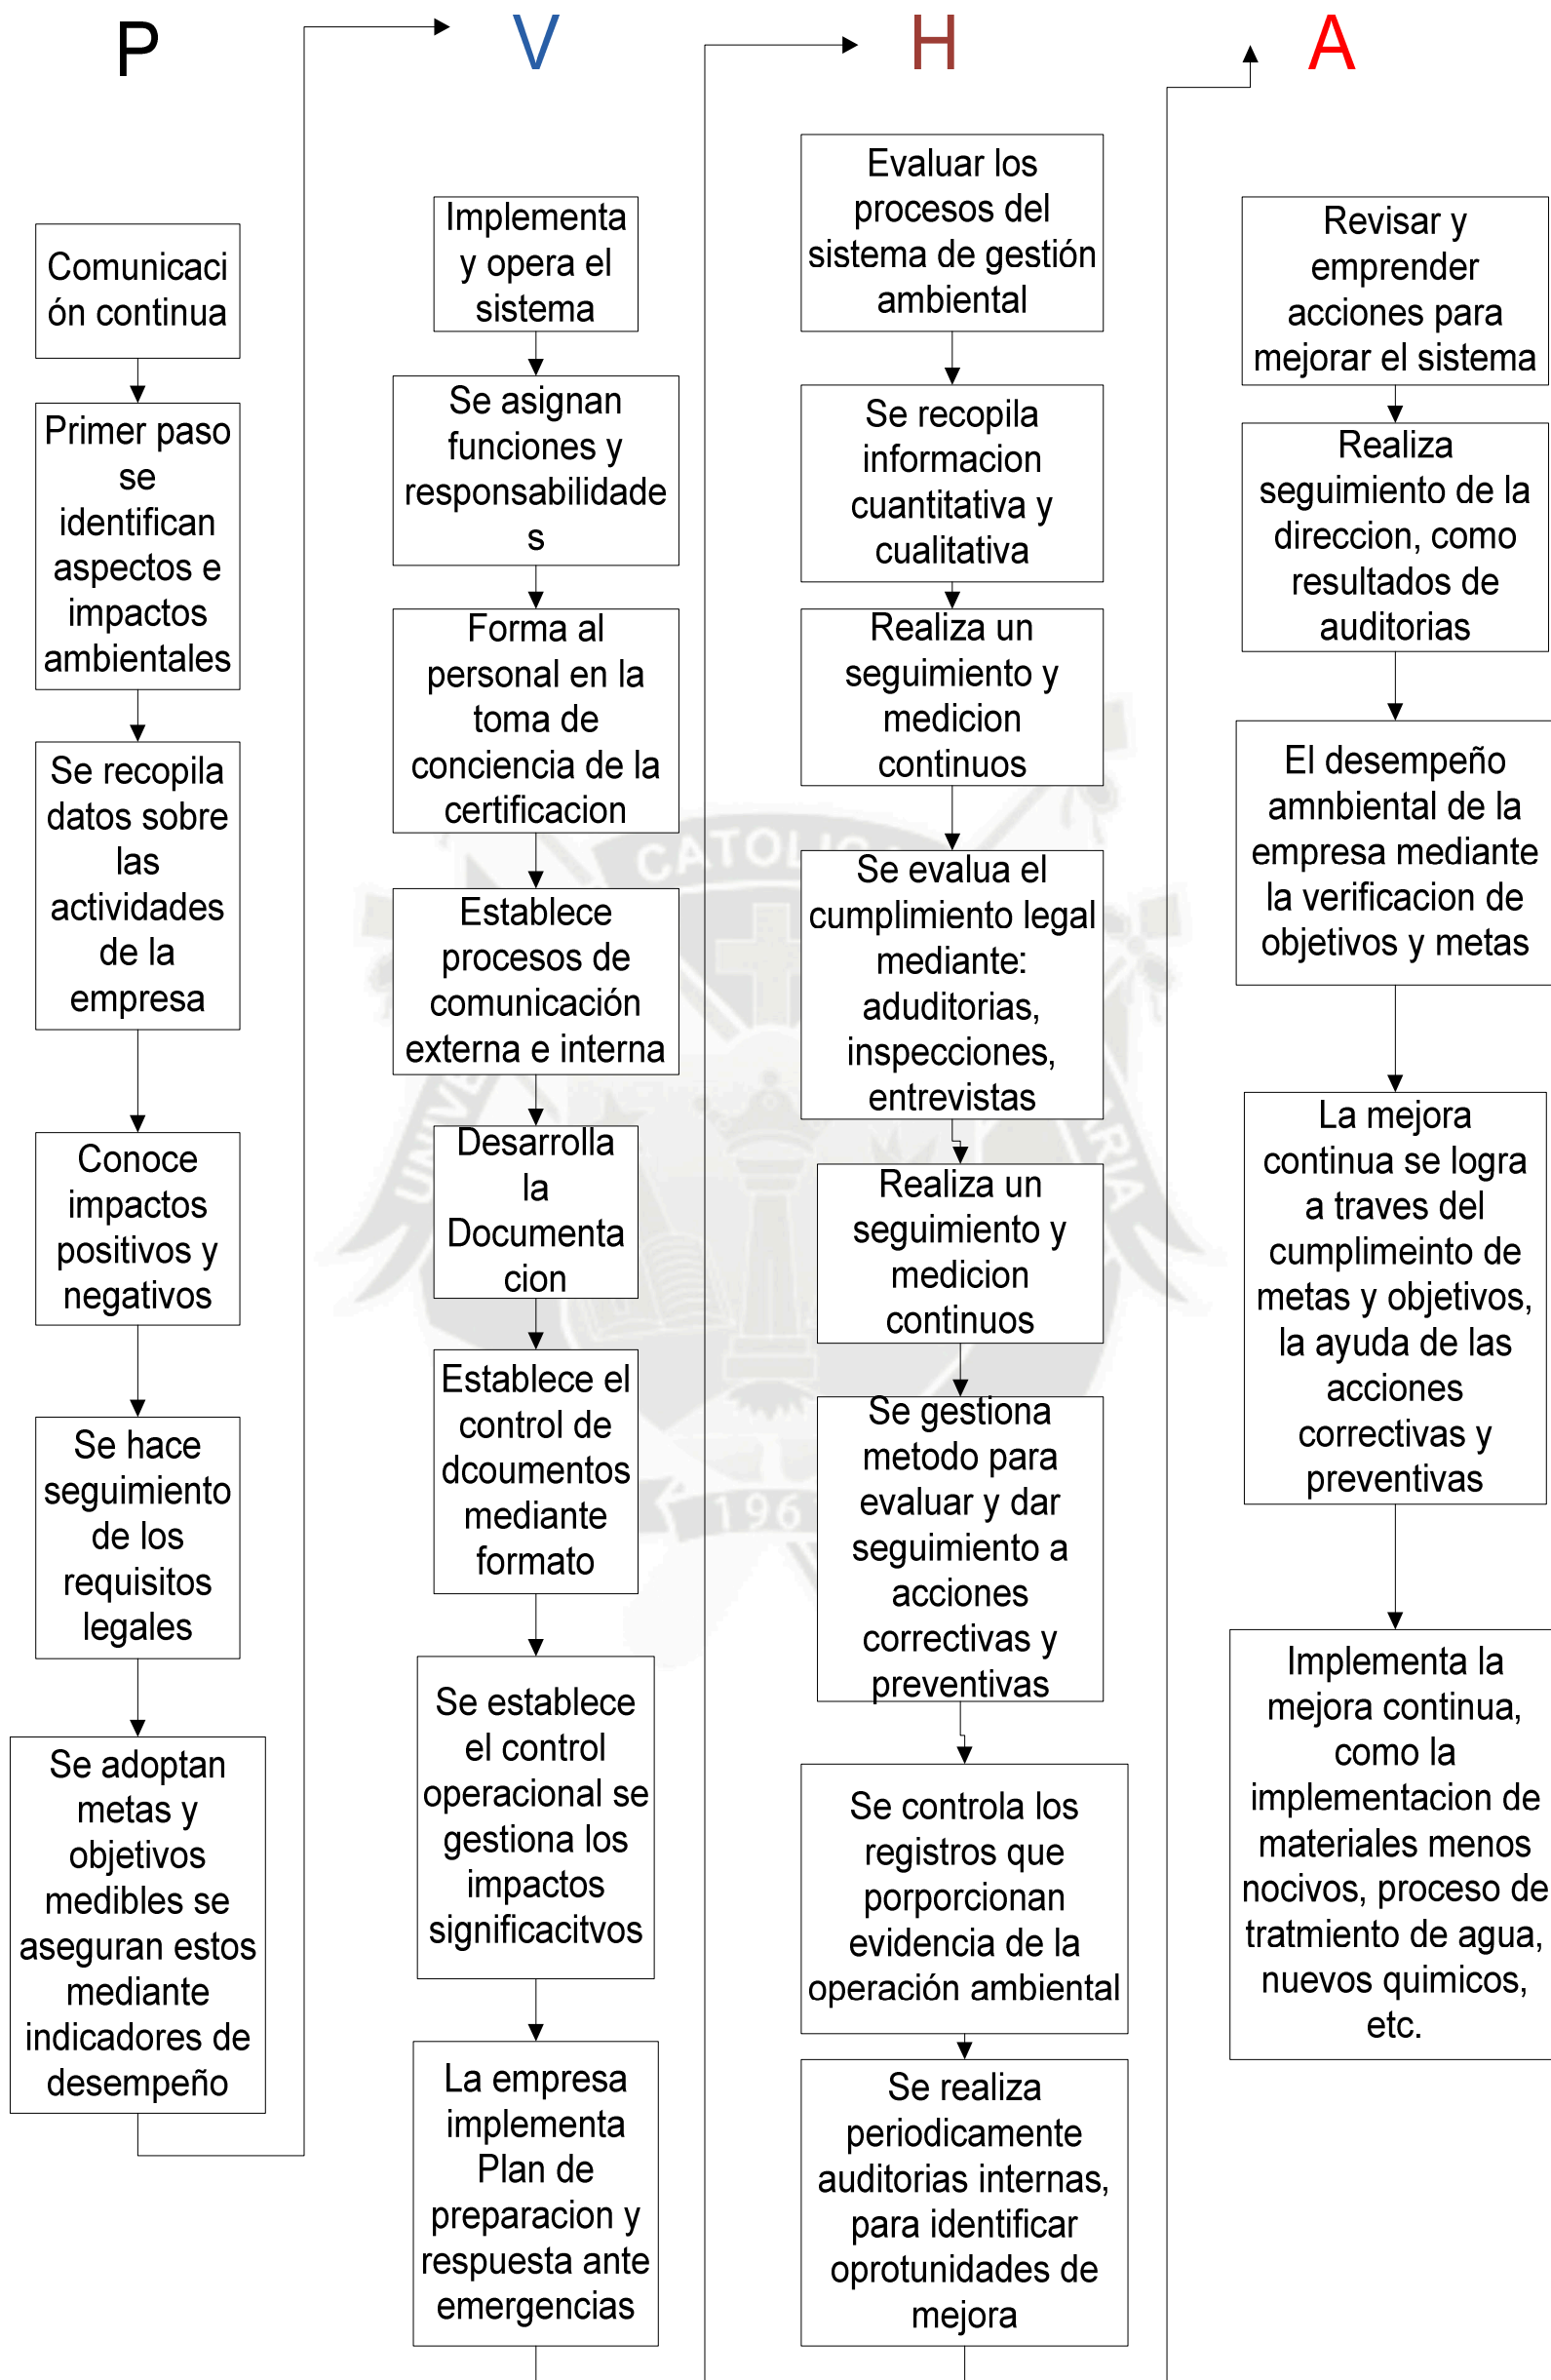 P
Comunicaci
ón continua
Primer paso
se
identifican
aspectos e
impactos
ambientales
Se recopila
datos sobre
las
actividades
de la
empresa
Conoce
impactos
positivos y
negativos
Se hace
seguimiento
de los
requisitos
legales
Se adoptan
metas y
objetivos
medibles se
aseguran estos
mediante
indicadores de
desempeño
V
Implementa
y opera el
sistema
Se asignan
funciones y
responsabilidade
s
Forma al
personal en la
toma de
conciencia de la
certificacion
Establece
procesos de
comunicación
externa e interna
Desarrolla
la
Documenta
cion
Establece el
control de
dcoumentos
mediante
formato
Se establece
el control
operacional se
gestiona los
impactos
significacitvos
La empresa
implementa
Plan de
preparacion y
respuesta ante
emergencias
H
Evaluar los
procesos del
sistema de gestión
ambiental
Se recopila
informacion
cuantitativa y
cualitativa
Realiza un
seguimiento y
medicion
continuos
Se evalua el
cumplimiento legal
mediante:
aduditorias,
inspecciones,
entrevistas
Realiza un
seguimiento y
medicion
continuos
Se gestiona
metodo para
evaluar y dar
seguimiento a
acciones
correctivas y
preventivas
Se controla los
registros que
porporcionan
evidencia de la
operación ambiental
Se realiza
periodicamente
auditorias internas,
para identificar
oprotunidades de
mejora
A
Revisar y
emprender
acciones para
mejorar el sistema
Realiza
seguimiento de la
direccion, como
resultados de
auditorias
El desempeño
amnbiental de la
empresa mediante
la verificacion de
objetivos y metas
La mejora
continua se logra
a traves del
cumplimeinto de
metas y objetivos,
la ayuda de las
acciones
correctivas y
preventivas
Implementa la
mejora continua,
como la
implementacion de
materiales menos
nocivos, proceso de
tratmiento de agua,
nuevos quimicos,
etc.